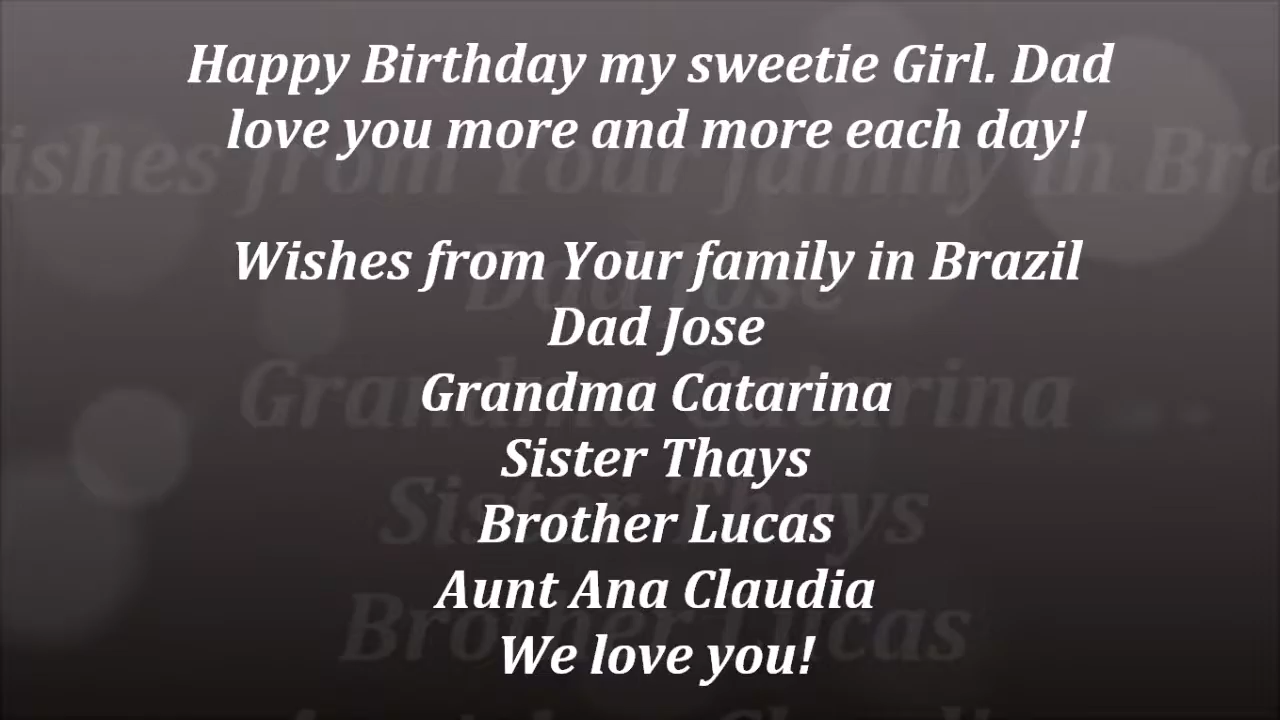 Happy Birthday my sweetie Girl. Dad
love you more and more each day!
Wishes from Your family in Brazil
Dad Jose
Grandma Catarina
Sister Thays
Brother Lucas
Aunt Ana Claudia
We love you!